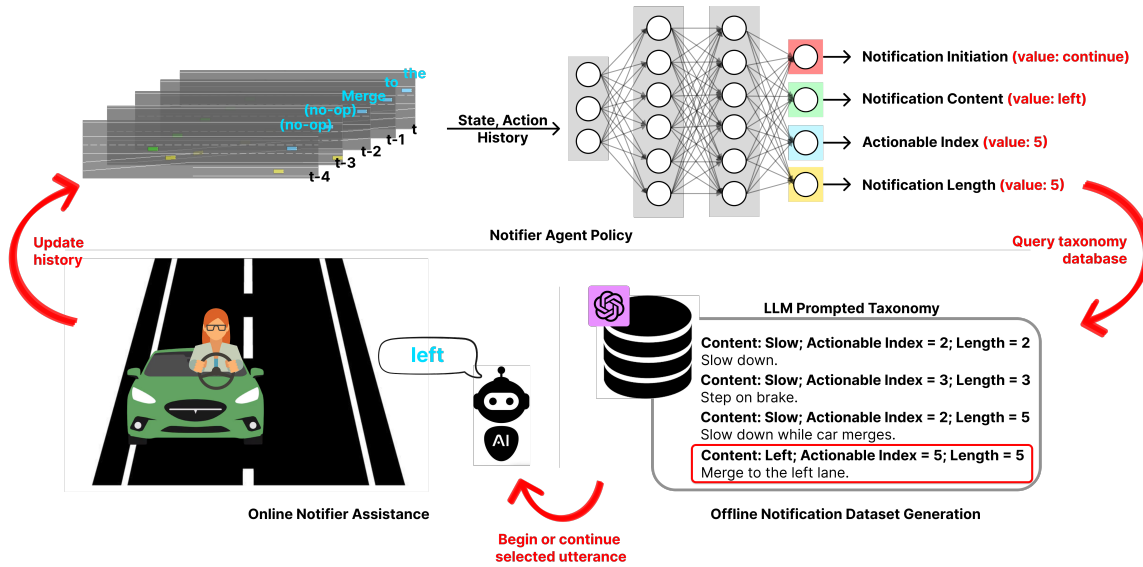 the
to
Merge
(no-op)
(no-op)
t
t-1
t-2
t-3
t-4
State, Action
History
Notification Initiation (value: continue)
Notification Content (value: left)
Actionable Index (value: 5)
Notification Length (value: 5)
Notifier Agent Policy
Update
history
Query taxonomy
database
left
AI
Online Notifier Assistance
LLM Prompted Taxonomy
Content: Slow; Actionable Index = 2; Length = 2
Slow down.
Content: Slow; Actionable Index = 3; Length = 3
Step on brake.
Content: Slow; Actionable Index = 2; Length = 5
Slow down while car merges.
Content: Left; Actionable Index = 5; Length = 5
Merge to the left lane.
Offline Notification Dataset Generation
Begin or continue
selected utterance